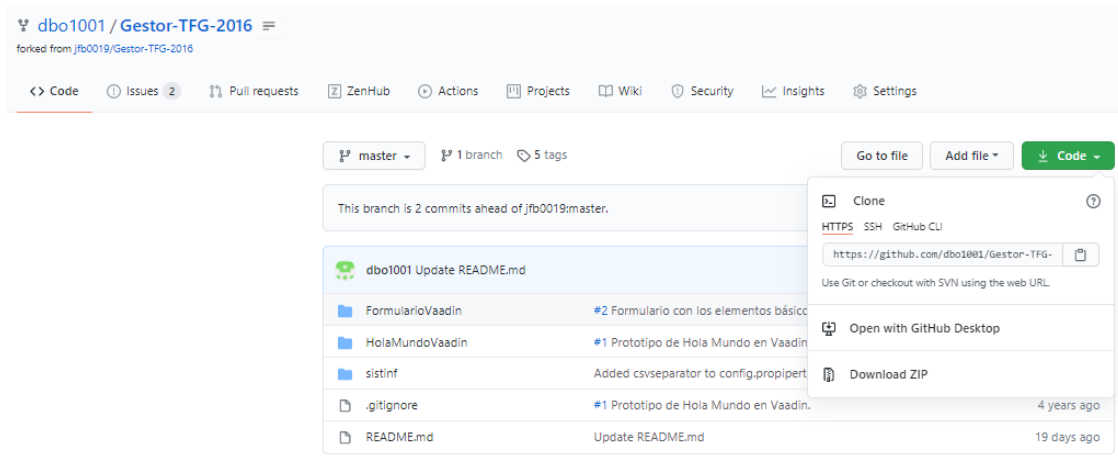 dbo1001 / Gestor-TFG-2016
forked from jfb0019/Gestor-TFG-2016
<> Code Issues 2 Pull requests ZenHub Actions Projects Wiki Security Insights Settings
master 1 branch 5 tags Go to file Add file Code
This branch is 2 commits ahead of jfb0019:master.
Clone
HTTPS SSH GitHub CLI
https://github.com/dbo1001/Gestor-TFG-
Use Git or checkout with SVN using the web URL.
Open with GitHub Desktop
Download ZIP
dbo1001 Update README.md
FormularioVaadin #2 Formulario con los elementos básicc
HolaMundoVaadin #1 Prototipo de Hola Mundo en Vaadin
sistinf Added csvseparator to config.propipert
.gitignore #1 Prototipo de Hola Mundo en Vaadin. 4 years ago
README.md Update README.md 19 days ago